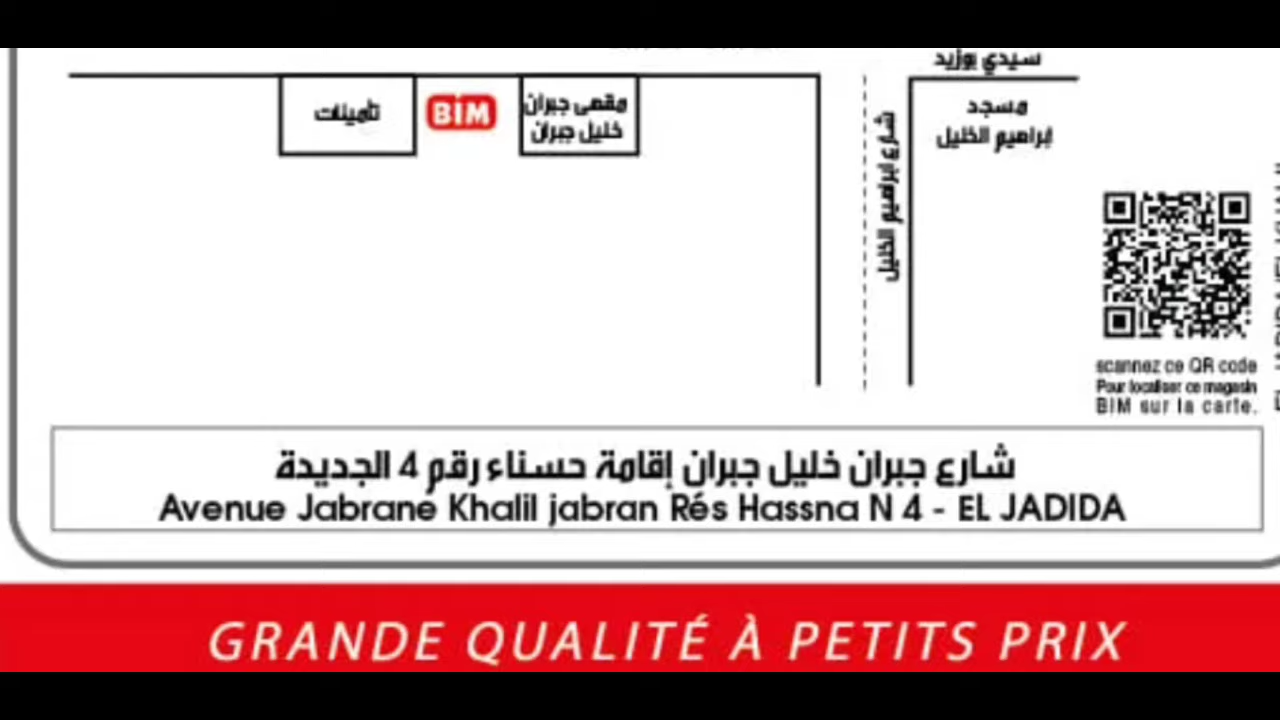 سيدي بوزيد
تأمينات
BİM
مقهى جبران
خليل جبران
شارع ابراهيم الخليل
مسجد
ابراهيم الخليل
scannez ce QR code
Pour localiser ce magasin
BIM sur la carte.
شارع جبران خليل جبران إقامة حسناء رقم 4 الجديدة
Avenue Jabrane Khalil jabran Rés Hassna N 4 - EL JADIDA
GRANDE QUALITÉ À PETITS PRIX